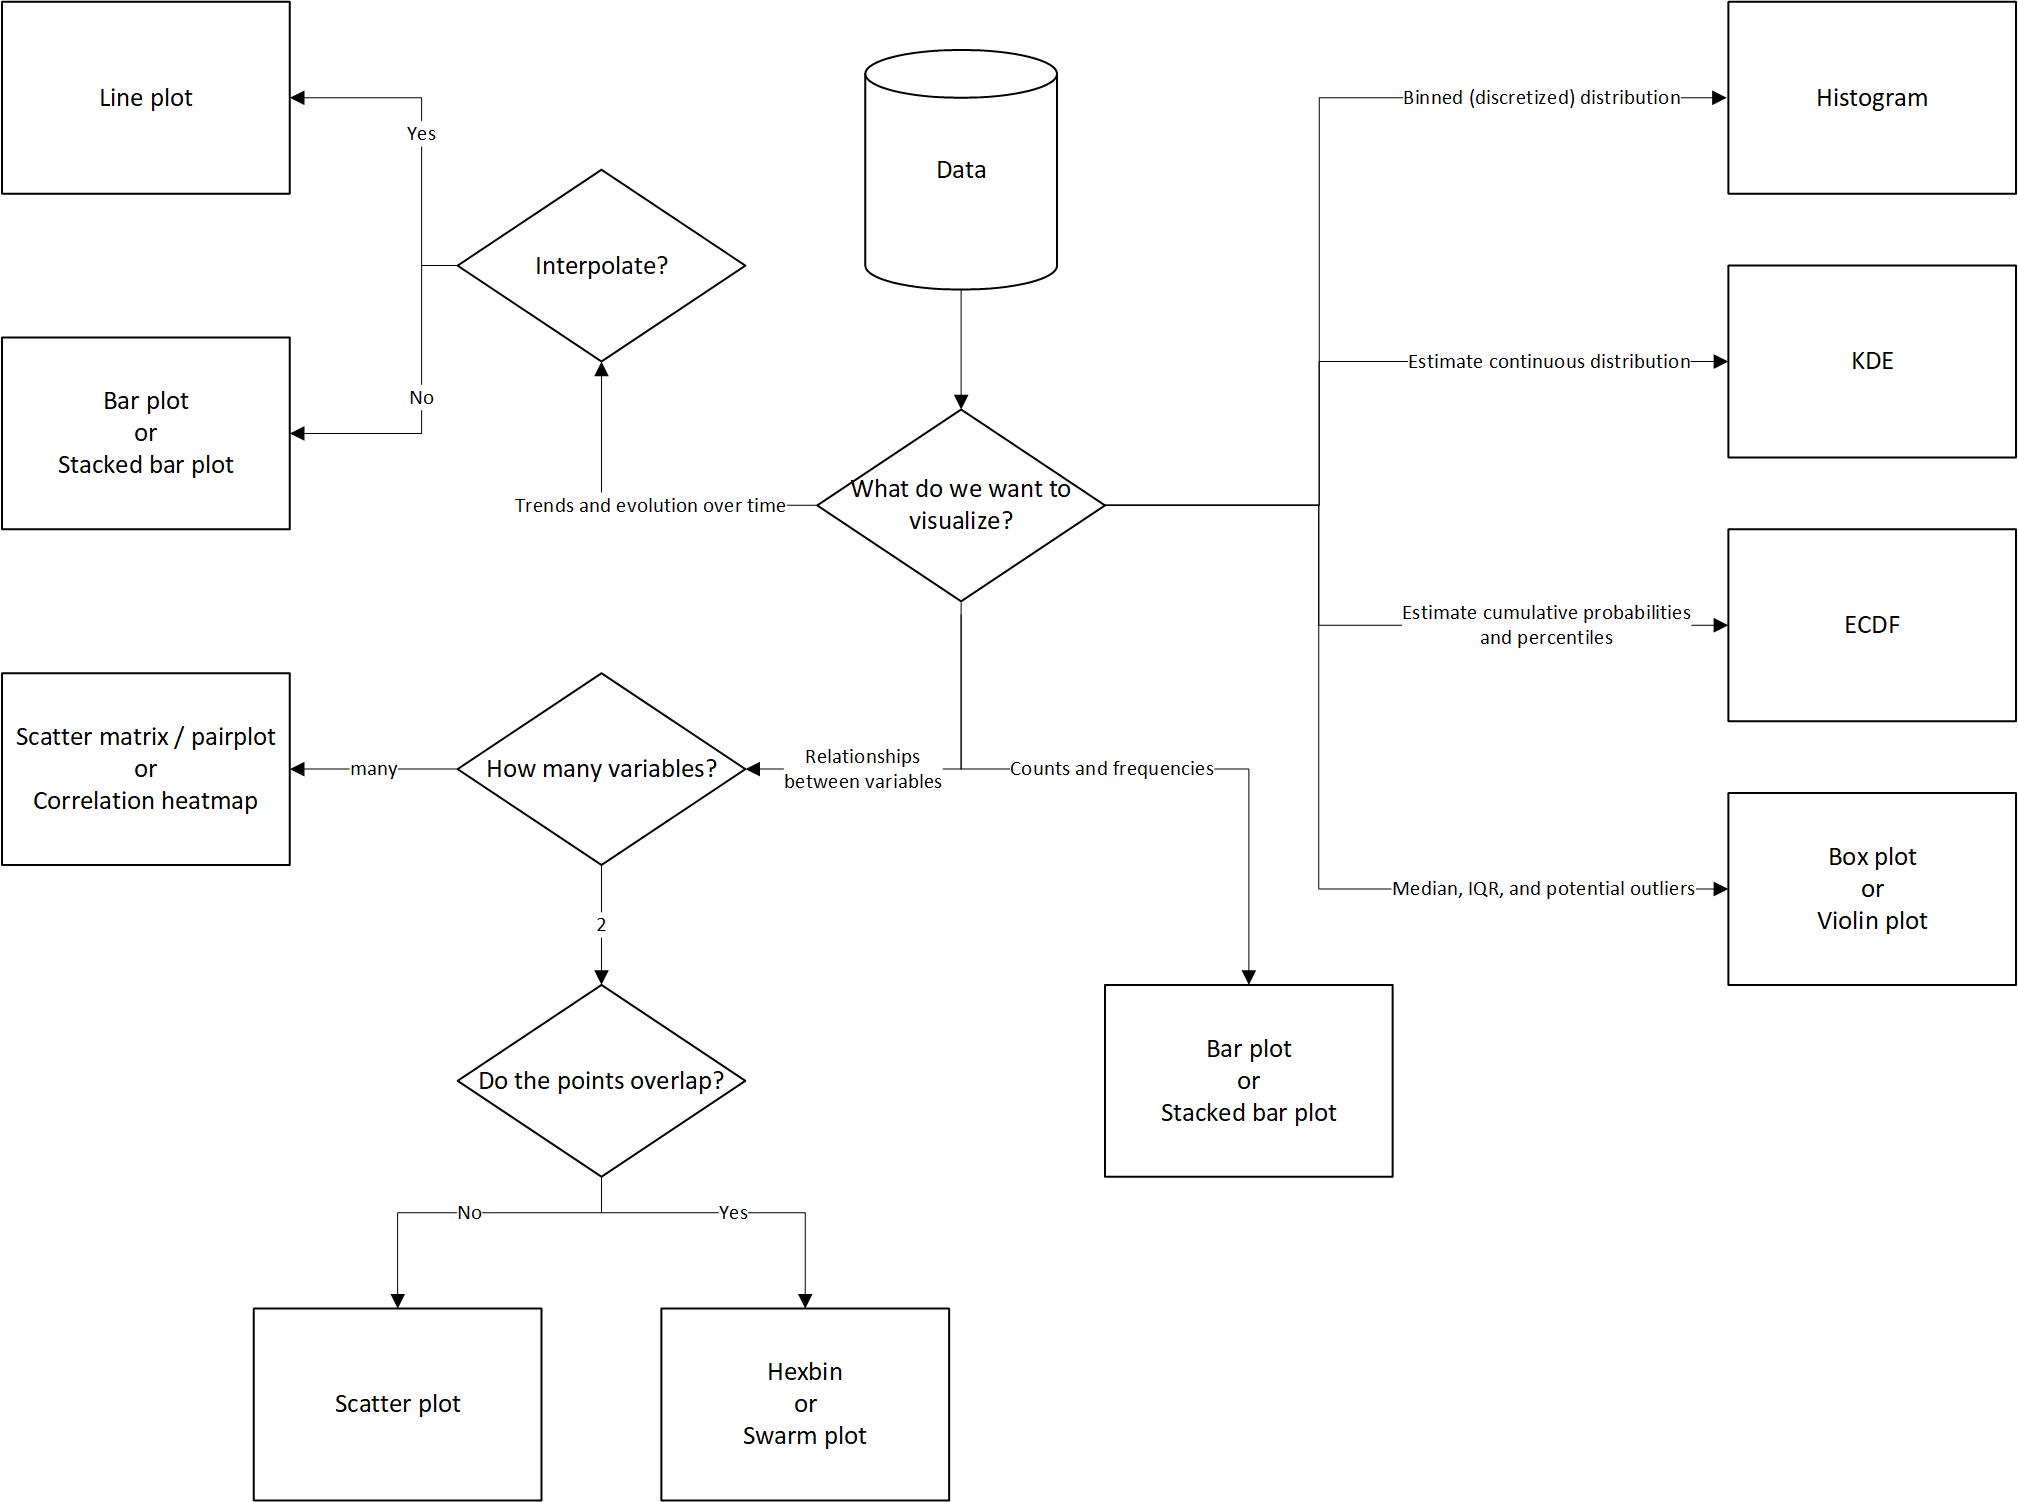 Line plot
Yes
Interpolate?
Data
Binned (discretized) distribution
Histogram
Bar plot
or
Stacked bar plot
No
Estimate continuous distribution
KDE
Trends and evolution over time
What do we want to
visualize?
Estimate cumulative probabilities
and percentiles
ECDF
Scatter matrix / pairplot
or
Correlation heatmap
many
How many variables?
Relationships
between variables
Counts and frequencies
Median, IQR, and potential outliers
Box plot
or
Violin plot
2
Do the points overlap?
Bar plot
or
Stacked bar plot
No
Yes
Scatter plot
Hexbin
or
Swarm plot